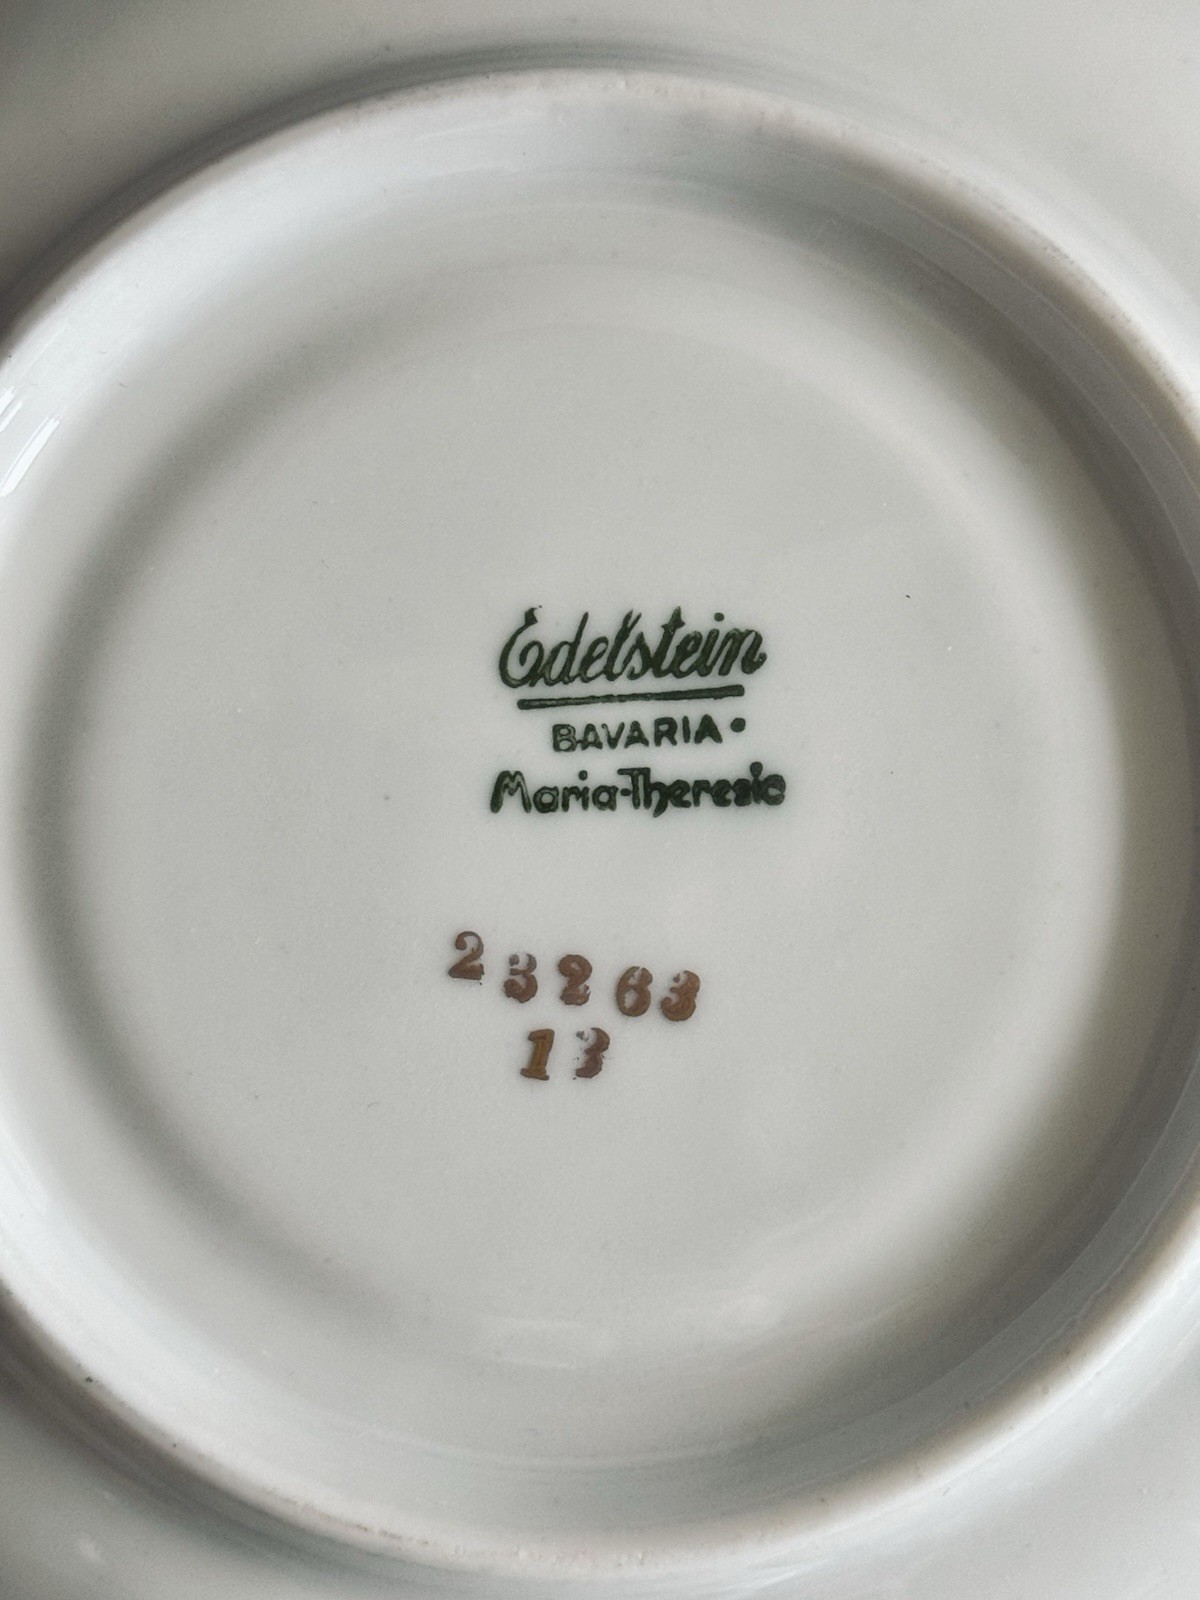 Edelstein
BAVARIA•
Maria-Theresia
23263
13